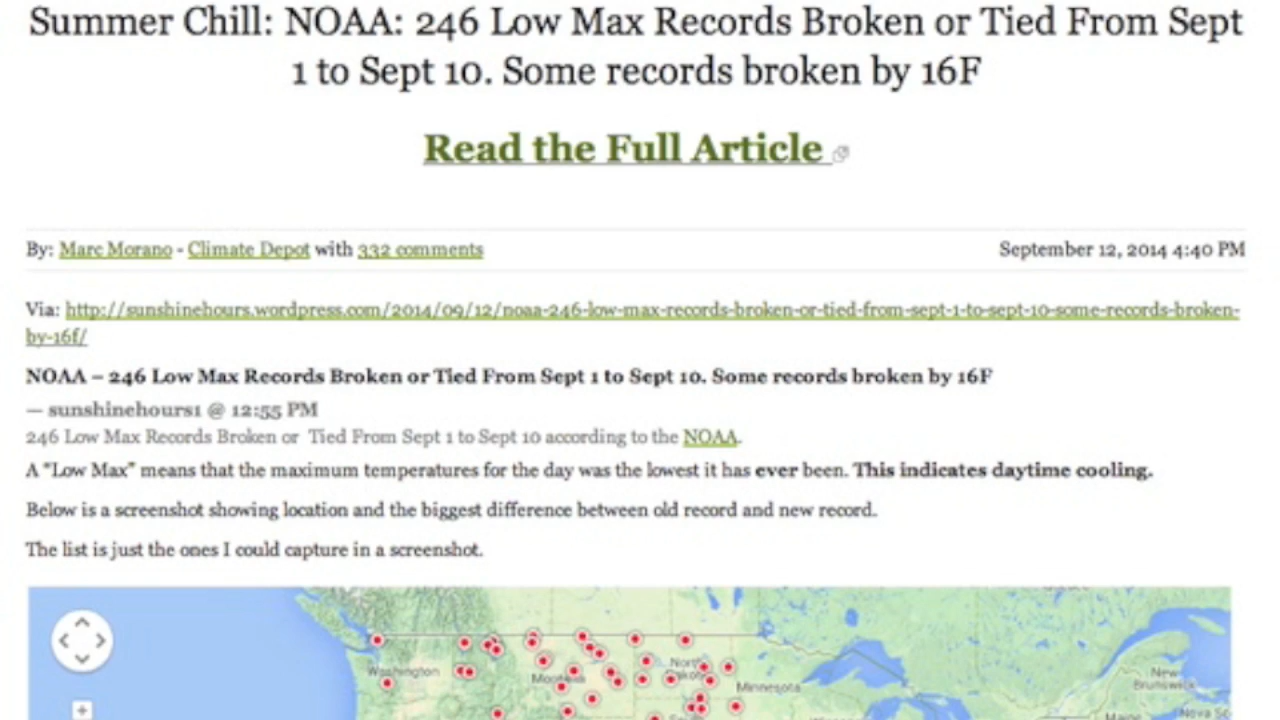 Summer Chill: NOAA: 246 Low Max Records Broken or Tied From Sept
1 to Sept 10. Some records broken by 16F
Read the Full Article
By: Marc Morano - Climate Depot with 332 comments
September 12, 2014 4:40 PM
Via: http://sunshinehours.wordpress.com/2014/09/12/noaa-246-low-max-records-broken-or-tied-from-sept-1-to-sept-10-some-records-broken-
by-16f/
NOAA – 246 Low Max Records Broken or Tied From Sept 1 to Sept 10. Some records broken by 16F
— sunshinehours1 @ 12:55 PM
246 Low Max Records Broken or Tied From Sept 1 to Sept 10 according to the NOAA.
A "Low Max" means that the maximum temperatures for the day was the lowest it has ever been. This indicates daytime cooling.
Below is a screenshot showing location and the biggest difference between old record and new record.
The list is just the ones I could capture in a screenshot.
Washington
North
Minnesota
New
Brunswick